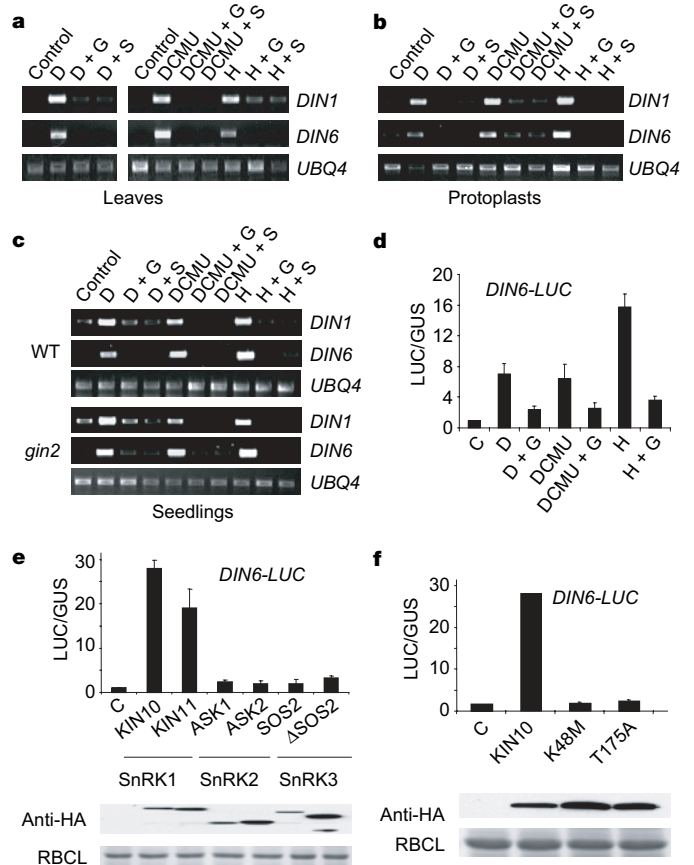 a
Control
D
D + G
D + S
Control
DCMU
DCMU + G
DCMU + S
H
H + G
H + S
DIN1
DIN6
UBQ4
Leaves
b
Control
D
D + G
D + S
DCMU
DCMU + G
DCMU + S
H
H + G
H + S
DIN1
DIN6
UBQ4
Protoplasts
c
Control
D
D + G
D + S
DCMU
DCMU + G
DCMU + S
H
H + G
H + S
WT
DIN1
DIN6
UBQ4
gin2
DIN1
DIN6
UBQ4
Seedlings
d
DIN6-LUC
LUC/GUS
20
16
12
8
4
0
C
D
D + G
DCMU
DCMU + G
H
H + G
e
DIN6-LUC
LUC/GUS
30
20
10
0
C
KIN10
KIN11
ASK1
ASK2
SOS2
ΔSOS2
SnRK1
SnRK2
SnRK3
Anti-HA
RBCL
f
DIN6-LUC
LUC/GUS
30
20
10
0
C
KIN10
K48M
T175A
Anti-HA
RBCL